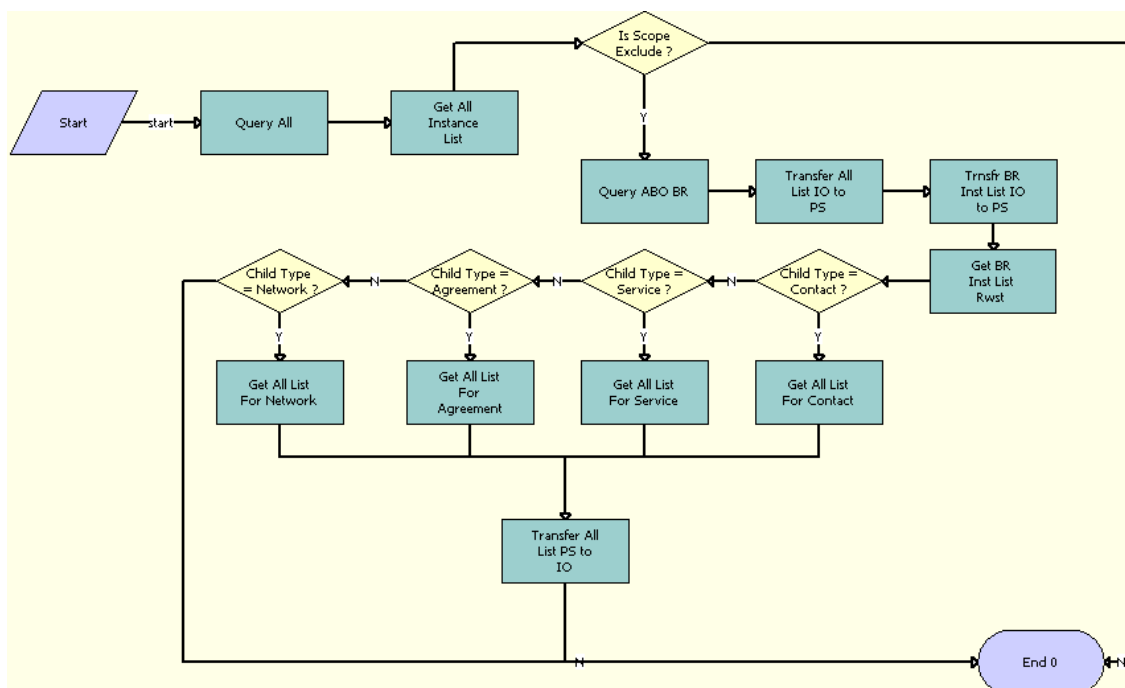 Is Scope
Exclude ?
Start
start
Query All
Get All
Instance
List
Y
Query ABO BR
Transfer All
List IO to
PS
Trnsfr BR
Inst List IO
to PS
Child Type
= Network ?
N
Child Type =
Agreement ?
N
Child Type =
Service ?
N
Child Type =
Contact ?
Get BR
Inst List
Rwst
Y
Y
Y
Y
Get All List
For Network
Get All List
For
Agreement
Get All List
For Service
Get All List
For Contact
Transfer All
List PS to
IO
N
End 0
N